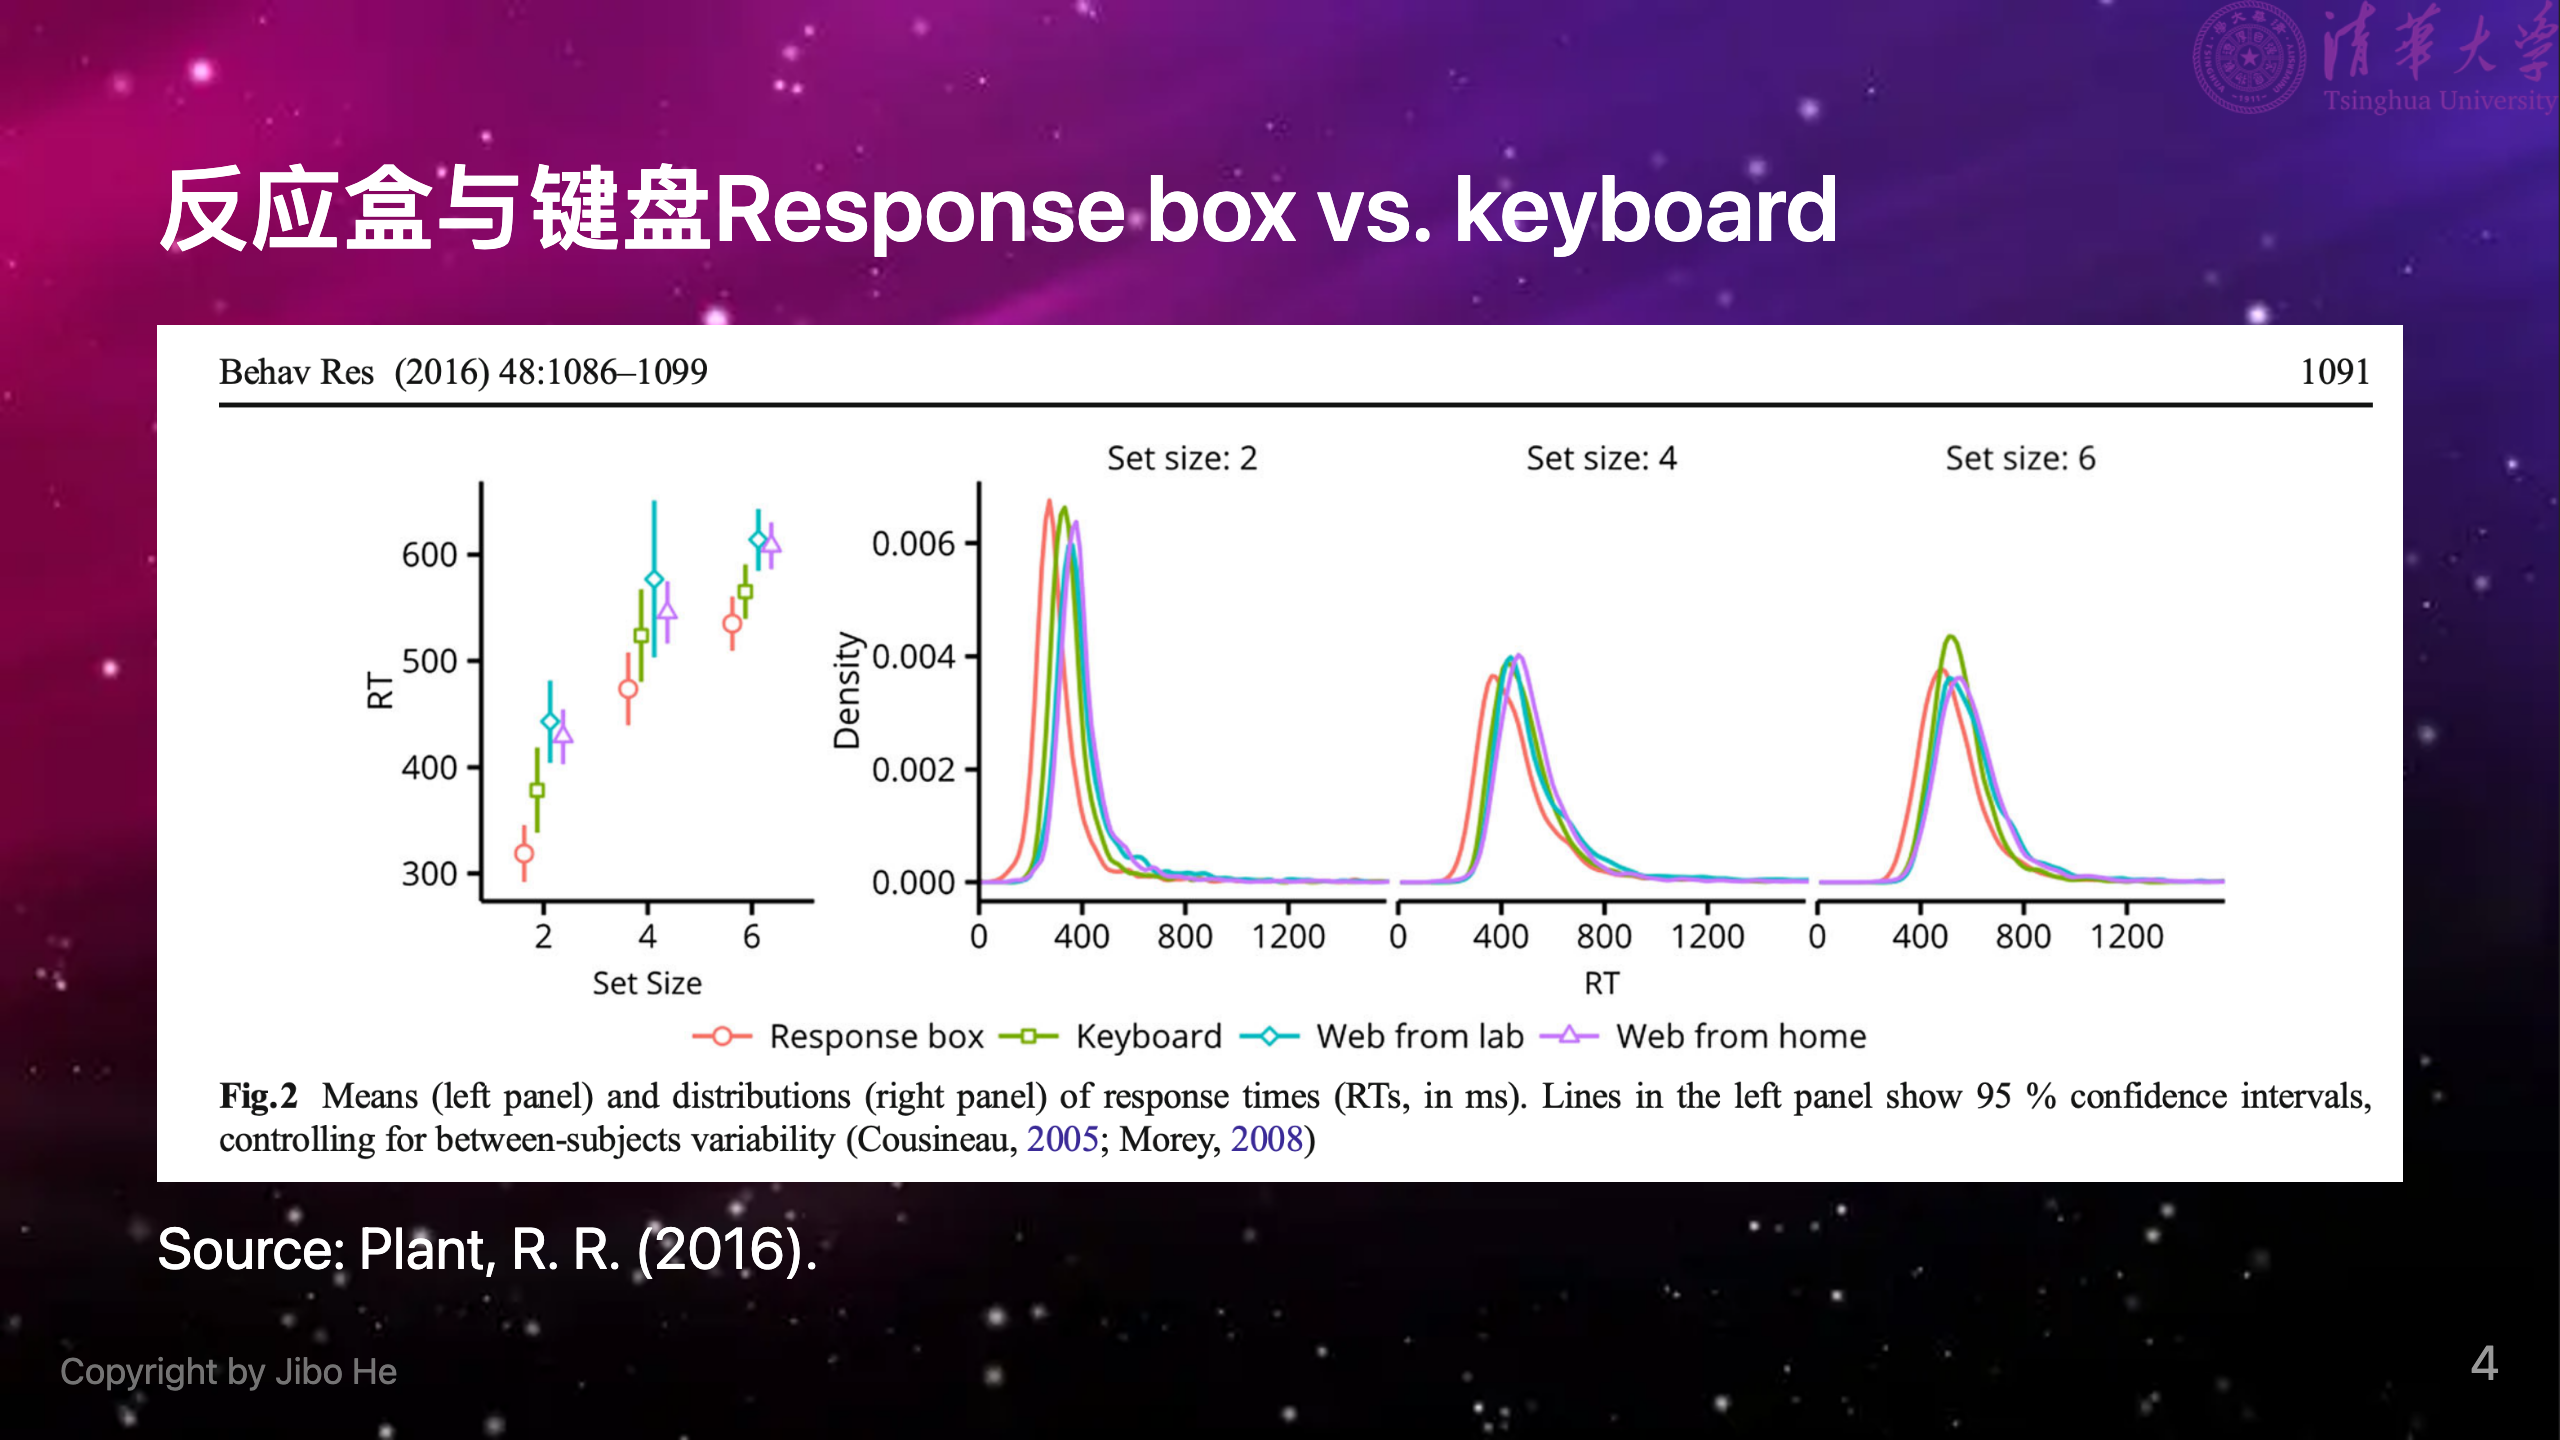 清華大学
Tsinghua University
反应盒与键盘Response box vs. keyboard
Behav Res (2016) 48:1086–1099
1091
RT
600
500
400
300
2 4 6
Set Size
Density
0.006
0.004
0.002
0.000
Set size: 2
Set size: 4
Set size: 6
0 400 800 1200
0 400 800 1200
0 400 800 1200
RT
Response box Keyboard Web from lab Web from home
Fig.2 Means (left panel) and distributions (right panel) of response times (RTs, in ms). Lines in the left panel show 95 % confidence intervals,
controlling for between-subjects variability (Cousineau, 2005; Morey, 2008)
Source: Plant, R. R. (2016).
Copyright by Jibo He
4